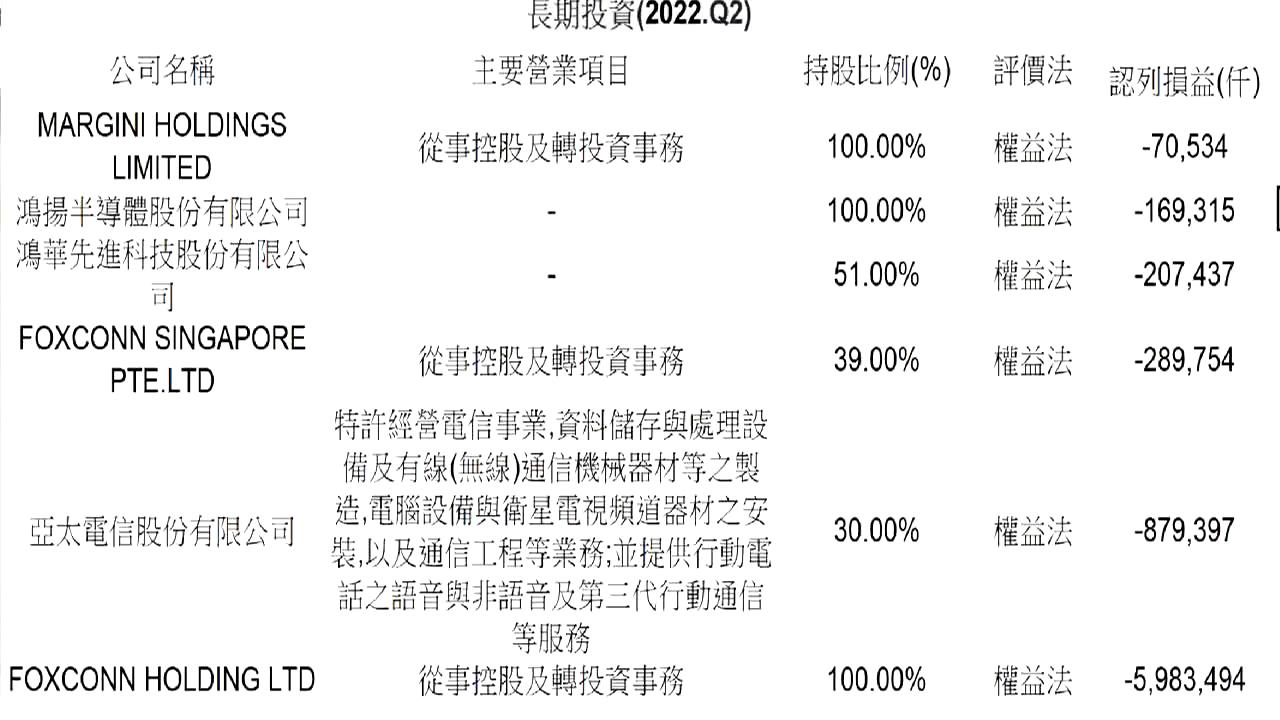 長期投資(2022.Q2)
公司名稱 主要營業項目 持股比例(%) 評價法 認列損益(仟)
MARGINI HOLDINGS
LIMITED
從事控股及轉投資事務 100.00% 權益法 -70,534
鴻揚半導體股份有限公司 - 100.00% 權益法 -169,315
鴻華先進科技股份有限公
司
- 51.00% 權益法 -207,437
FOXCONN SINGAPORE
PTE.LTD
從事控股及轉投資事務 39.00% 權益法 -289,754
亞太電信股份有限公司
特許經營電信事業,資料儲存與處理設
備及有線(無線)通信機械器材等之製
造,電腦設備與衛星電視頻道器材之安
裝,以及通信工程等業務;並提供行動電
話之語音與非語音及第三代行動通信
等服務
30.00% 權益法 -879,397
FOXCONN HOLDING LTD 從事控股及轉投資事務 100.00% 權益法 -5,983,494